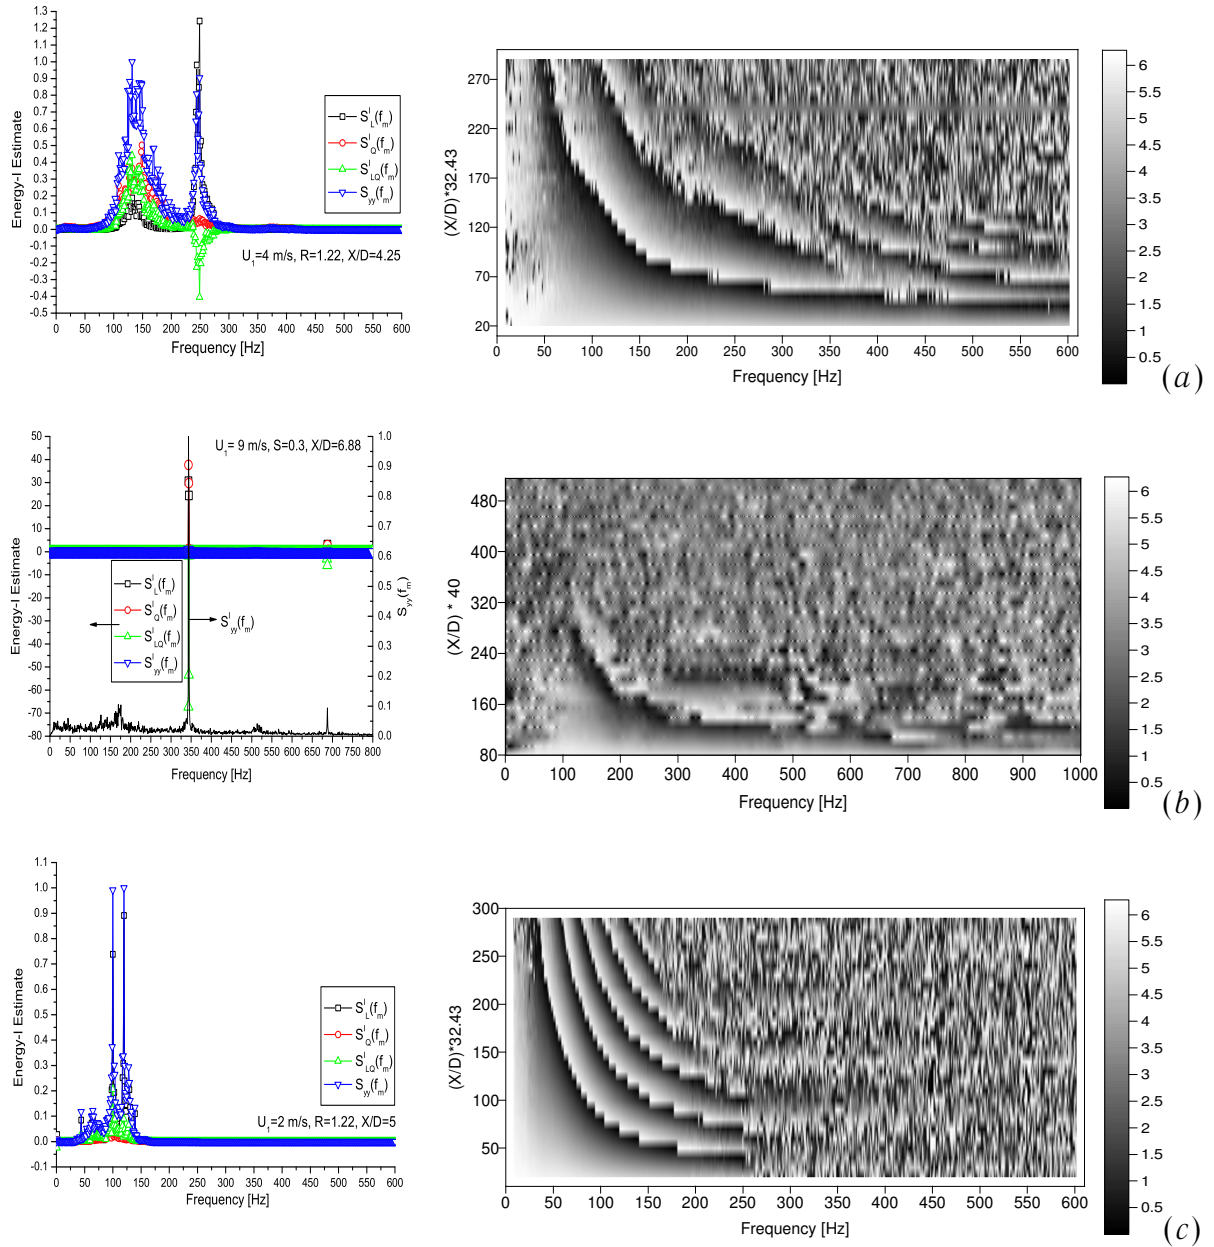 1.3
1.2
1.1
1.0
0.9
0.8
0.7
0.6
0.5
0.4
0.3
0.2
0.1
0.0
-0.1
-0.2
-0.3
-0.4
-0.5
Energy-I Estimate
0 50 100 150 200 250 300 350 400 450 500 550 600
Frequency [Hz]
S^I_L(f_m)
S^I_Q(f_m)
S^I_LQ(f_m)
S_yy(f_m)
U_1=4 m/s, R=1.22, X/D=4.25
270
220
170
120
70
20
(X/D)*32.43
0 50 100 150 200 250 300 350 400 450 500 550 600
Frequency [Hz]
6
5.5
5
4.5
4
3.5
3
2.5
2
1.5
1
0.5
(a)
50
40
30
20
10
0
-10
-20
-30
-40
-50
-60
-70
-80
Energy-I Estimate
U_1= 9 m/s, S=0.3, X/D=6.88
S^I_L(f_m)
S^I_Q(f_m)
S^I_LQ(f_m)
S^I_yy(f_m)
S^I_yy(f_m)
1.0
0.9
0.8
0.7
0.6
0.5
0.4
0.3
0.2
0.1
0.0
S_yy(f_m)
0 50 100 150 200 250 300 350 400 450 500 550 600 650 700 750 800
Frequency [Hz]
480
400
320
240
160
80
(X/D) * 40
0 100 200 300 400 500 600 700 800 900 1000
Frequency [Hz]
6
5.5
5
4.5
4
3.5
3
2.5
2
1.5
1
0.5
(b)
1.1
1.0
0.9
0.8
0.7
0.6
0.5
0.4
0.3
0.2
0.1
0.0
-0.1
Energy-I Estimate
S^I_L(f_m)
S^I_Q(f_m)
S^I_LQ(f_m)
S_yy(f_m)
U_1=2 m/s, R=1.22, X/D=5
0 50 100 150 200 250 300 350 400 450 500 550 600
Frequency [Hz]
300
250
200
150
100
50
(X/D)*32.43
0 50 100 150 200 250 300 350 400 450 500 550 600
Frequency [Hz]
6
5.5
5
4.5
4
3.5
3
2.5
2
1.5
1
0.5
(c)